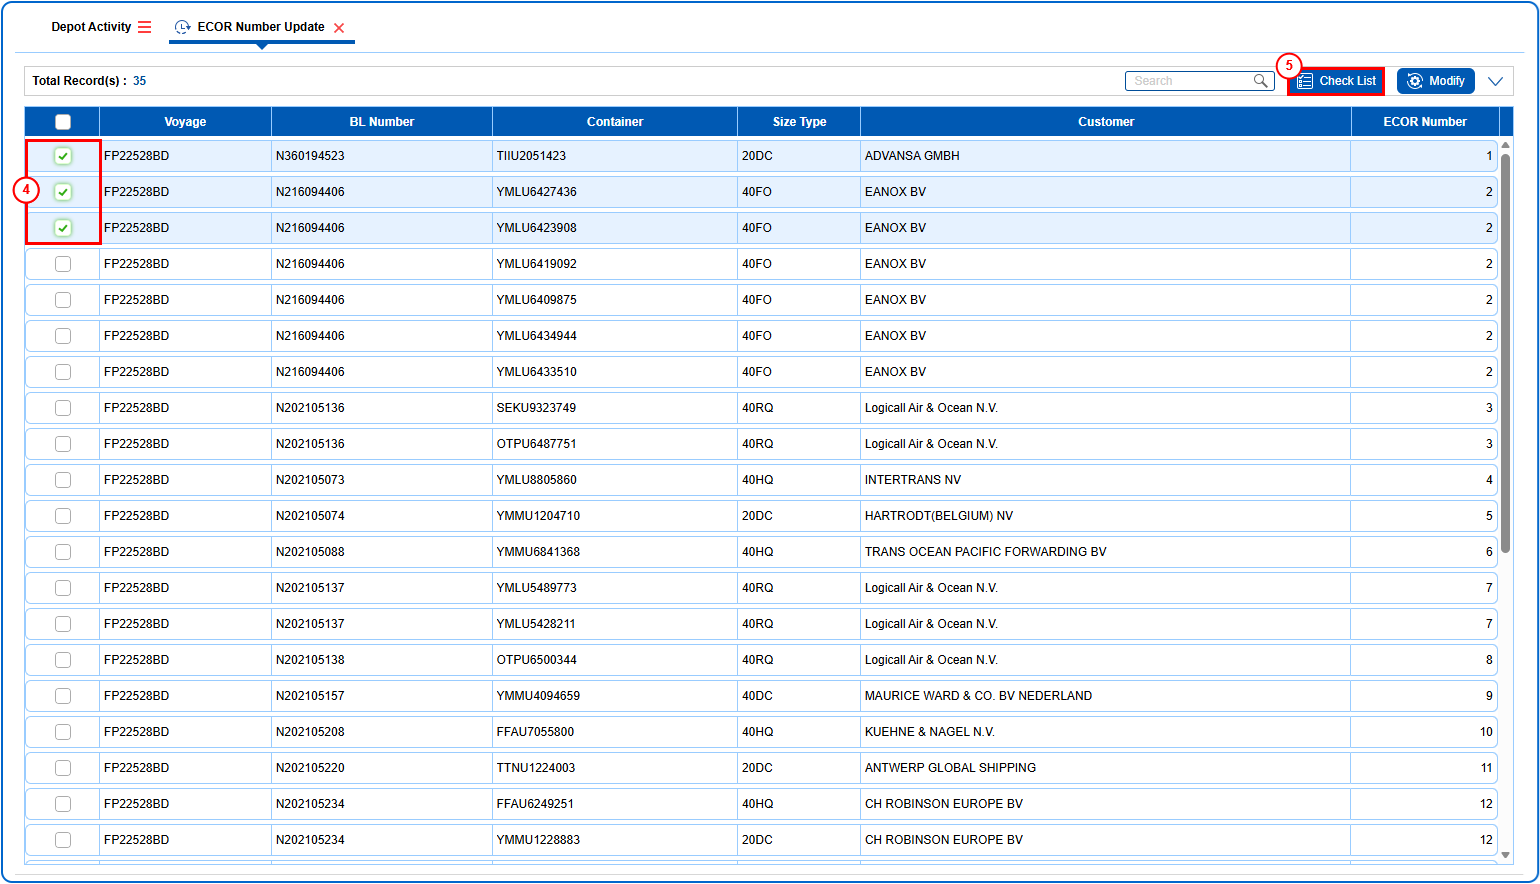 Depot Activity ECOR Number Update
5
Total Record(s) : 35 Search Check List Modify
Voyage BL Number Container Size Type Customer ECOR Number
FP22528BD N360194523 TIIU2051423 20DC ADVANSA GMBH 1
4
FP22528BD N216094406 YMLU6427436 40FO EANOX BV 2
FP22528BD N216094406 YMLU6423908 40FO EANOX BV 2
FP22528BD N216094406 YMLU6419092 40FO EANOX BV 2
FP22528BD N216094406 YMLU6409875 40FO EANOX BV 2
FP22528BD N216094406 YMLU6434944 40FO EANOX BV 2
FP22528BD N216094406 YMLU6433510 40FO EANOX BV 2
FP22528BD N202105136 SEKU9323749 40RQ Logicall Air & Ocean N.V. 3
FP22528BD N202105136 OTPU6487751 40RQ Logicall Air & Ocean N.V. 3
FP22528BD N202105073 YMLU8805860 40HQ INTERTRANS NV 4
FP22528BD N202105074 YMMU1204710 20DC HARTRODT(BELGIUM) NV 5
FP22528BD N202105088 YMMU6841368 40HQ TRANS OCEAN PACIFIC FORWARDING BV 6
FP22528BD N202105137 YMLU5489773 40RQ Logicall Air & Ocean N.V. 7
FP22528BD N202105137 YMLU5428211 40RQ Logicall Air & Ocean N.V. 7
FP22528BD N202105138 OTPU6500344 40RQ Logicall Air & Ocean N.V. 8
FP22528BD N202105157 YMMU4094659 40DC MAURICE WARD & CO. BV NEDERLAND 9
FP22528BD N202105208 FFAU7055800 40HQ KUEHNE & NAGEL N.V. 10
FP22528BD N202105220 TTNU1224003 20DC ANTWERP GLOBAL SHIPPING 11
FP22528BD N202105234 FFAU6249251 40HQ CH ROBINSON EUROPE BV 12
FP22528BD N202105234 YMMU1228883 20DC CH ROBINSON EUROPE BV 12